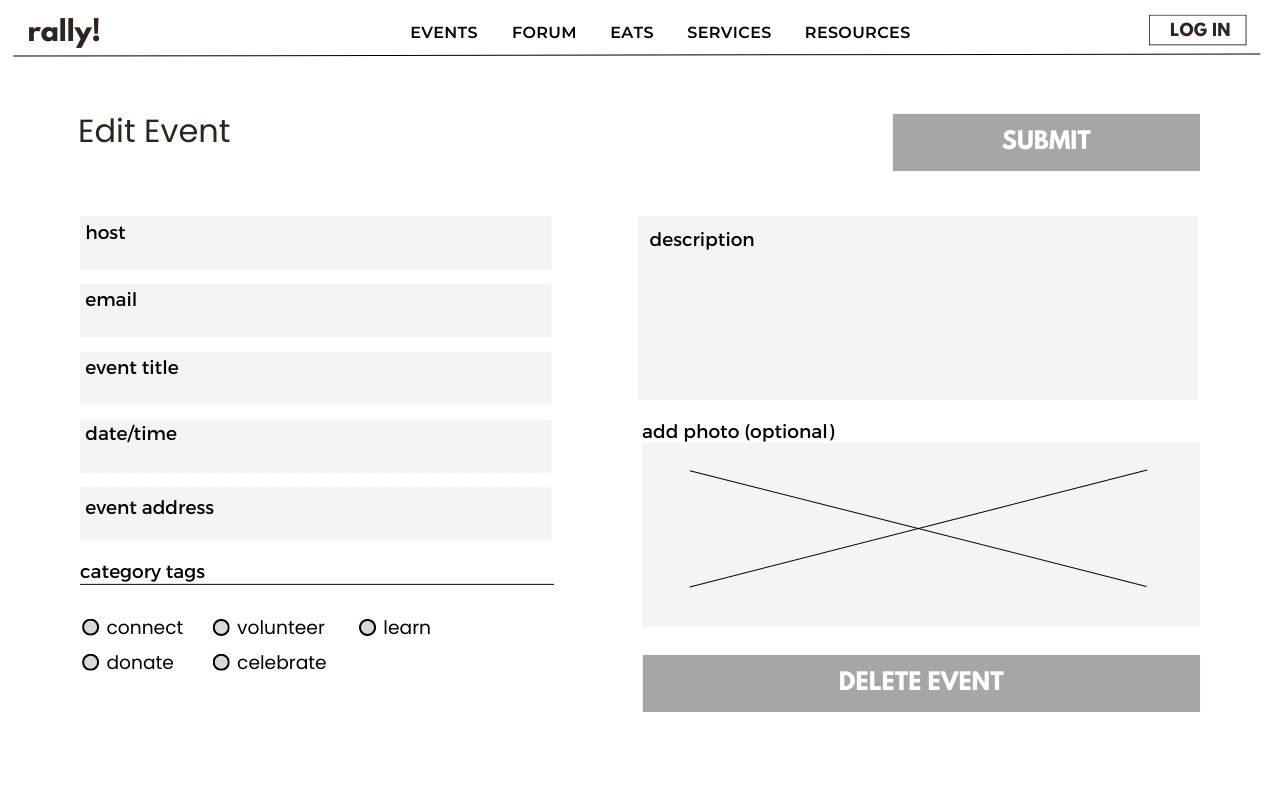 rally!
EVENTS FORUM EATS SERVICES RESOURCES
LOG IN
Edit Event
SUBMIT
host
email
event title
date/time
event address
category tags
connect volunteer learn
donate celebrate
description
add photo (optional)
DELETE EVENT